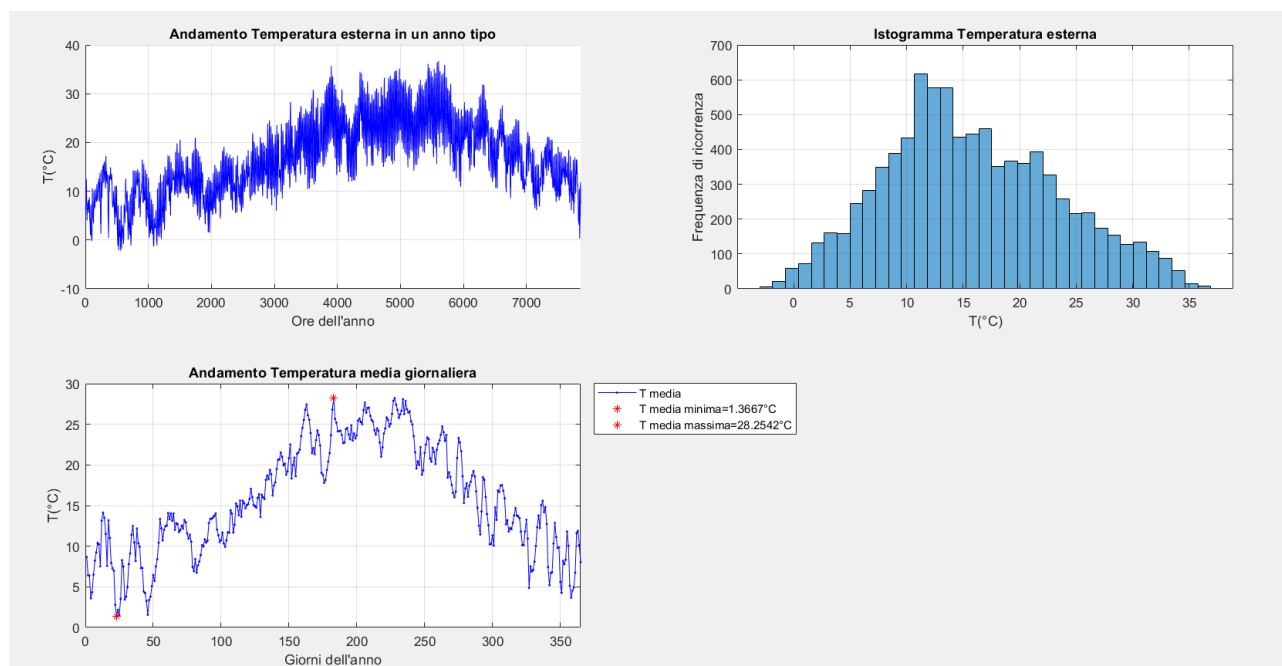 Andamento Temperatura esterna in un anno tipo
40
30
20
10
0
-10
T(°C)
0 1000 2000 3000 4000 5000 6000 7000
Ore dell'anno
Istogramma Temperatura esterna
700
600
500
400
300
200
100
0
Frequenza di ricorrenza
0 5 10 15 20 25 30 35
T(°C)
Andamento Temperatura media giornaliera
30
25
20
15
10
5
0
T(°C)
0 50 100 150 200 250 300 350
Giorni dell'anno
T media
T media minima=1.3667°C
T media massima=28.2542°C